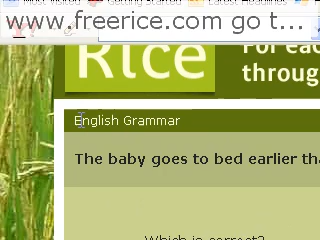 www.freerice.com go t...
Rice
For eac
throug
English Grammar
The baby goes to bed earlier tha
Which is correct?